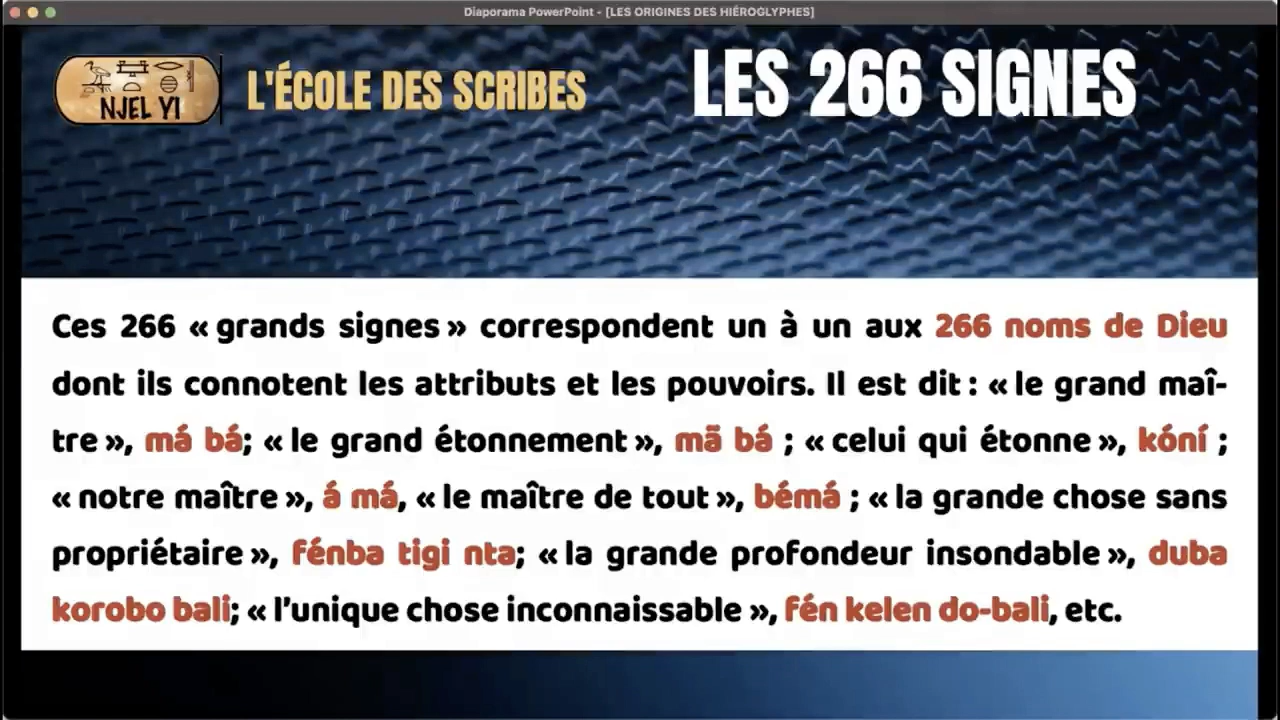 Diaporama PowerPoint - [LES ORIGINES DES HIÉROGLYPHES]
NJEL YI
L'ÉCOLE DES SCRIBES
LES 266 SIGNES
Ces 266 « grands signes » correspondent un à un aux 266 noms de Dieu
dont ils connotent les attributs et les pouvoirs. Il est dit : « le grand maî-
tre », má bá; « le grand étonnement », mã bá ; « celui qui étonne », kóní ;
« notre maître », á má, « le maître de tout », bémá ; « la grande chose sans
propriétaire », fénba tigi nta; « la grande profondeur insondable », duba
korobo bali; « l’unique chose inconnaissable », fén kelen do-bali, etc.